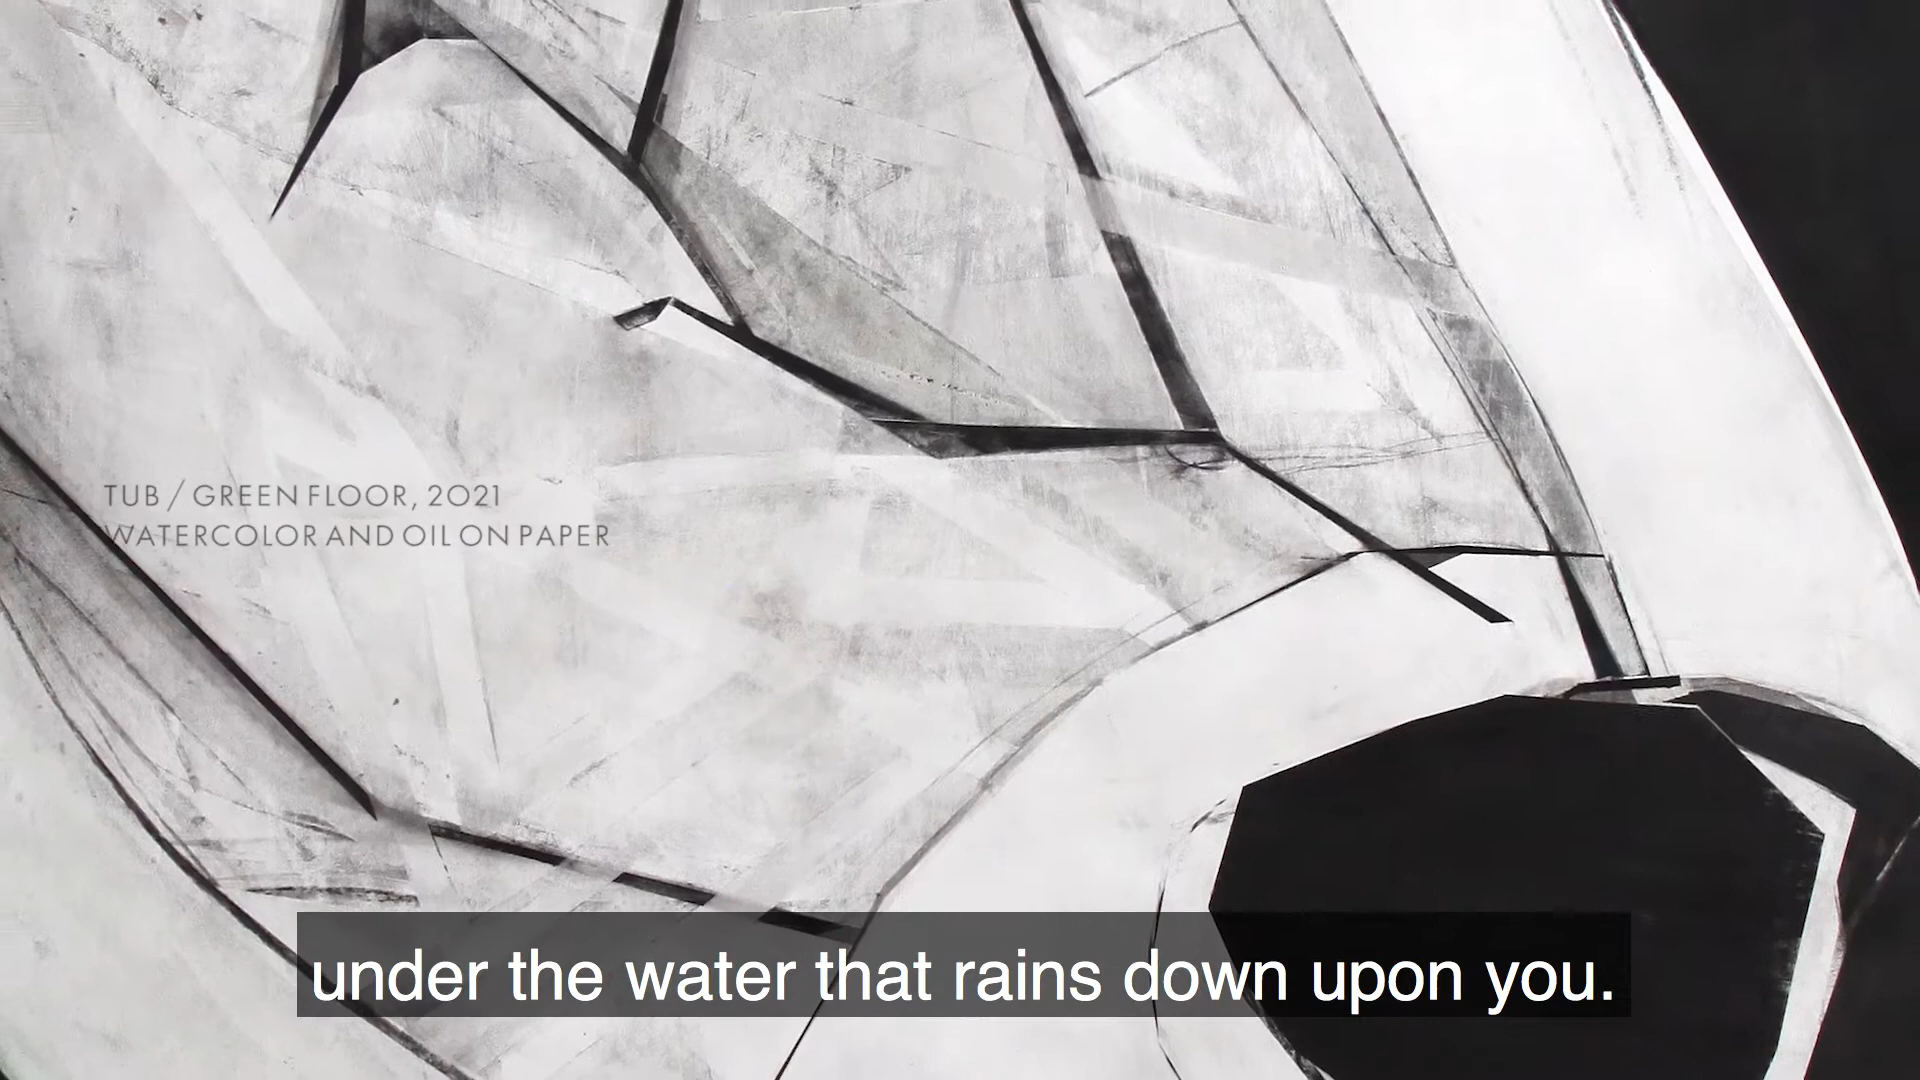 TUB / GREEN FLOOR, 2021
WATERCOLOR AND OIL ON PAPER
under the water that rains down upon you.